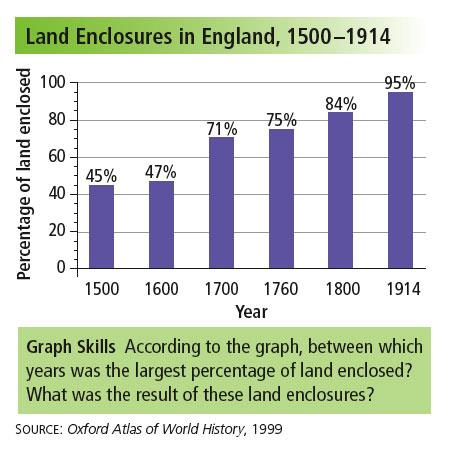 Land Enclosures in England, 1500–1914
Percentage of land enclosed
100
80
60
40
20
0
45%
47%
71%
75%
84%
95%
1500 1600 1700 1760 1800 1914
Year
Graph Skills According to the graph, between which
years was the largest percentage of land enclosed?
What was the result of these land enclosures?
SOURCE: Oxford Atlas of World History, 1999